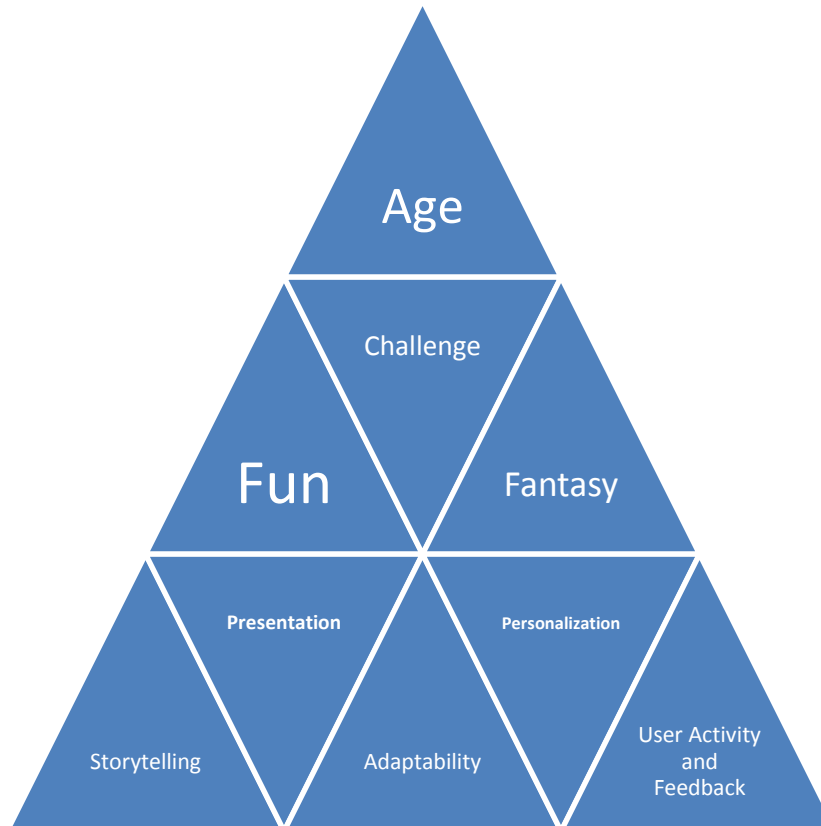 Age
Challenge
Fun
Fantasy
Presentation
Personalization
Storytelling
Adaptability
User Activity
and
Feedback